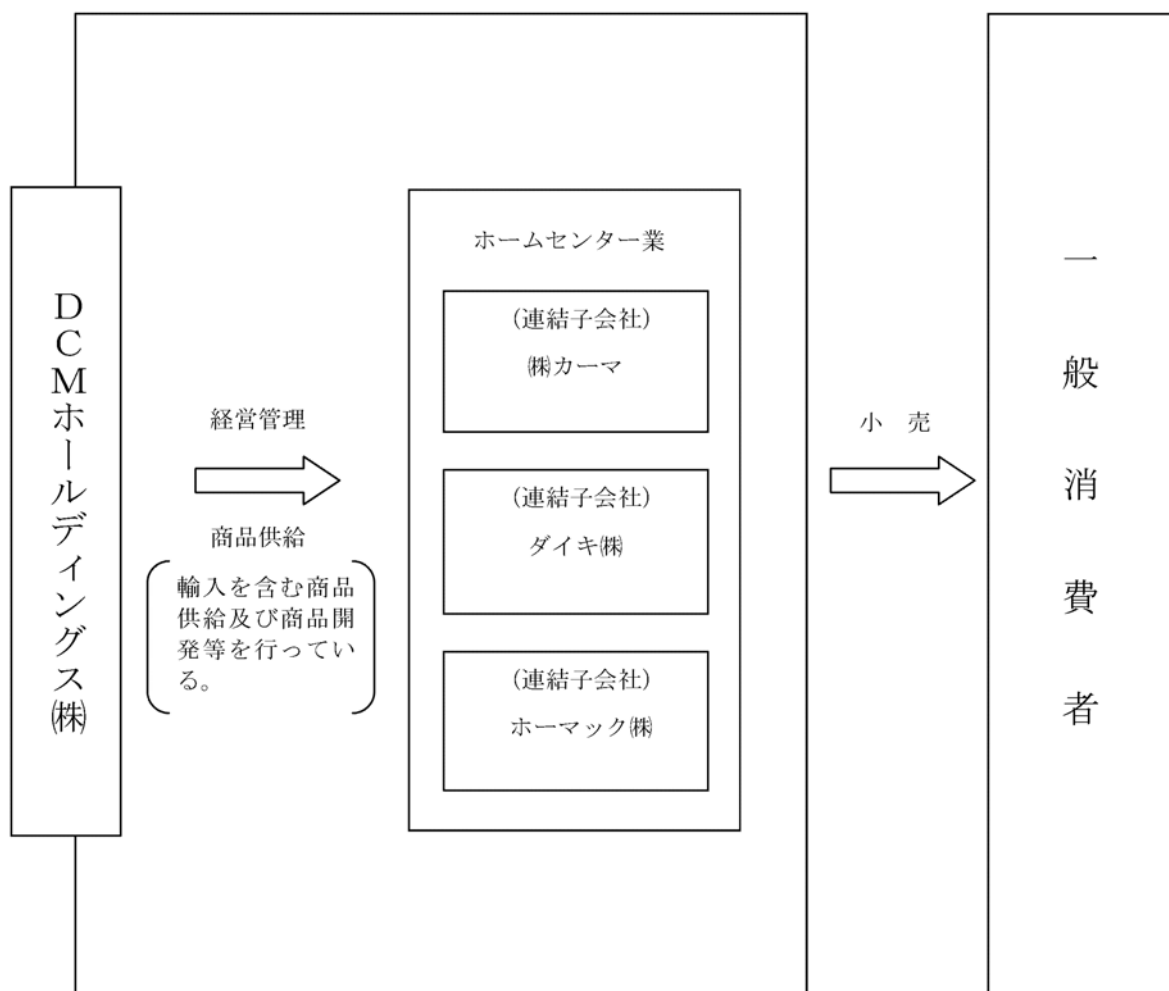 DCMホールディングス㈱
経営管理
商品供給
輸入を含む商品
供給及び商品開
発等を行ってい
る。
ホームセンター業
(連結子会社)
㈱カーマ
(連結子会社)
ダイキ㈱
(連結子会社)
ホーマック㈱
小 売
一般消費者